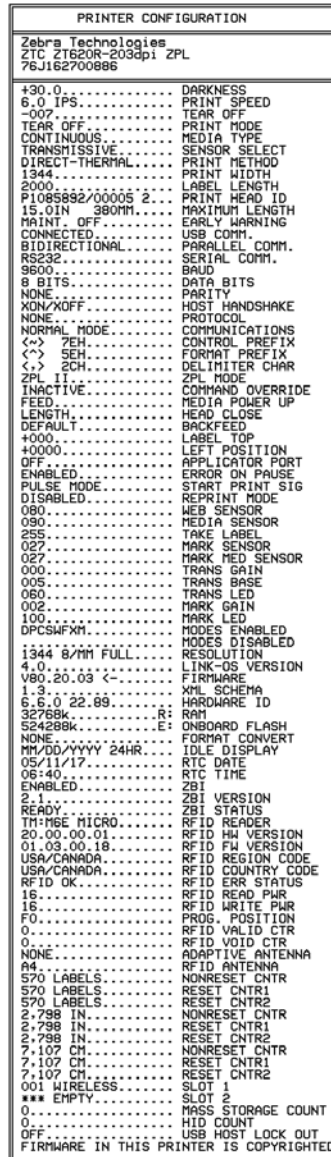 PRINTER CONFIGURATION
Zebra Technologies
ZTC ZT620R-203dpi ZPL
76J162700886
+30.0.............. DARKNESS
6.0 IPS............ PRINT SPEED
-007............... TEAR OFF
TEAR OFF........... PRINT MODE
CONTINUOUS......... MEDIA TYPE
TRANSMISSIVE....... SENSOR SELECT
DIRECT-THERMAL..... PRINT METHOD
1344............... PRINT WIDTH
2000............... LABEL LENGTH
P1085892/00005 2... PRINT HEAD ID
15.0IN 380MM..... MAXIMUM LENGTH
MAINT. OFF......... EARLY WARNING
CONNECTED.......... USB COMM.
BIDIRECTIONAL...... PARALLEL COMM.
RS232.............. SERIAL COMM.
9600............... BAUD
8 BITS............. DATA BITS
NONE............... PARITY
XON/XOFF........... HOST HANDSHAKE
NONE............... PROTOCOL
NORMAL MODE........ COMMUNICATIONS
<~> 7EH........... CONTROL PREFIX
<^> 5EH........... FORMAT PREFIX
<,> 2CH........... DELIMITER CHAR
ZPL II............. ZPL MODE
INACTIVE........... COMMAND OVERRIDE
FEED............... MEDIA POWER UP
LENGTH............. HEAD CLOSE
DEFAULT............ BACKFEED
+000............... LABEL TOP
+0000.............. LEFT POSITION
OFF................ APPLICATOR PORT
ENABLED............ ERROR ON PAUSE
PULSE MODE......... START PRINT SIG
DISABLED........... REPRINT MODE
080................ WEB SENSOR
090................ MEDIA SENSOR
255................ TAKE LABEL
027................ MARK SENSOR
027................ MARK MED SENSOR
000................ TRANS GAIN
005................ TRANS BASE
060................ TRANS LED
002................ MARK GAIN
100................ MARK LED
DPCSWFXM........... MODES ENABLED
................... MODES DISABLED
1344 8/MM FULL..... RESOLUTION
4.0................ LINK-OS VERSION
V80.20.03 <-....... FIRMWARE
1.3................ XML SCHEMA
6.6.0 22.89........ HARDWARE ID
32768k............R: RAM
524288k...........E: ONBOARD FLASH
NONE............... FORMAT CONVERT
MM/DD/YYYY 24HR.... IDLE DISPLAY
05/11/17........... RTC DATE
06:40.............. RTC TIME
ENABLED............ ZBI
2.1................ ZBI VERSION
READY.............. ZBI STATUS
TM:M6E MICRO....... RFID READER
20.00.00.01........ RFID HW VERSION
01.03.00.18........ RFID FW VERSION
USA/CANADA......... RFID REGION CODE
USA/CANADA......... RFID COUNTRY CODE
RFID OK............ RFID ERR STATUS
16................. RFID READ PWR
16................. RFID WRITE PWR
F0................. PROG. POSITION
0.................. RFID VALID CTR
0.................. RFID VOID CTR
NONE............... ADAPTIVE ANTENNA
A4................. RFID ANTENNA
570 LABELS......... NONRESET CNTR
570 LABELS......... RESET CNTR1
570 LABELS......... RESET CNTR2
2,798 IN........... NONRESET CNTR
2,798 IN........... RESET CNTR1
2,798 IN........... RESET CNTR2
7,107 CM........... NONRESET CNTR
7,107 CM........... RESET CNTR1
7,107 CM........... RESET CNTR2
001 WIRELESS....... SLOT 1
*** EMPTY.......... SLOT 2
0.................. MASS STORAGE COUNT
0.................. HID COUNT
OFF................ USB HOST LOCK OUT
FIRMWARE IN THIS PRINTER IS COPYRIGHTED